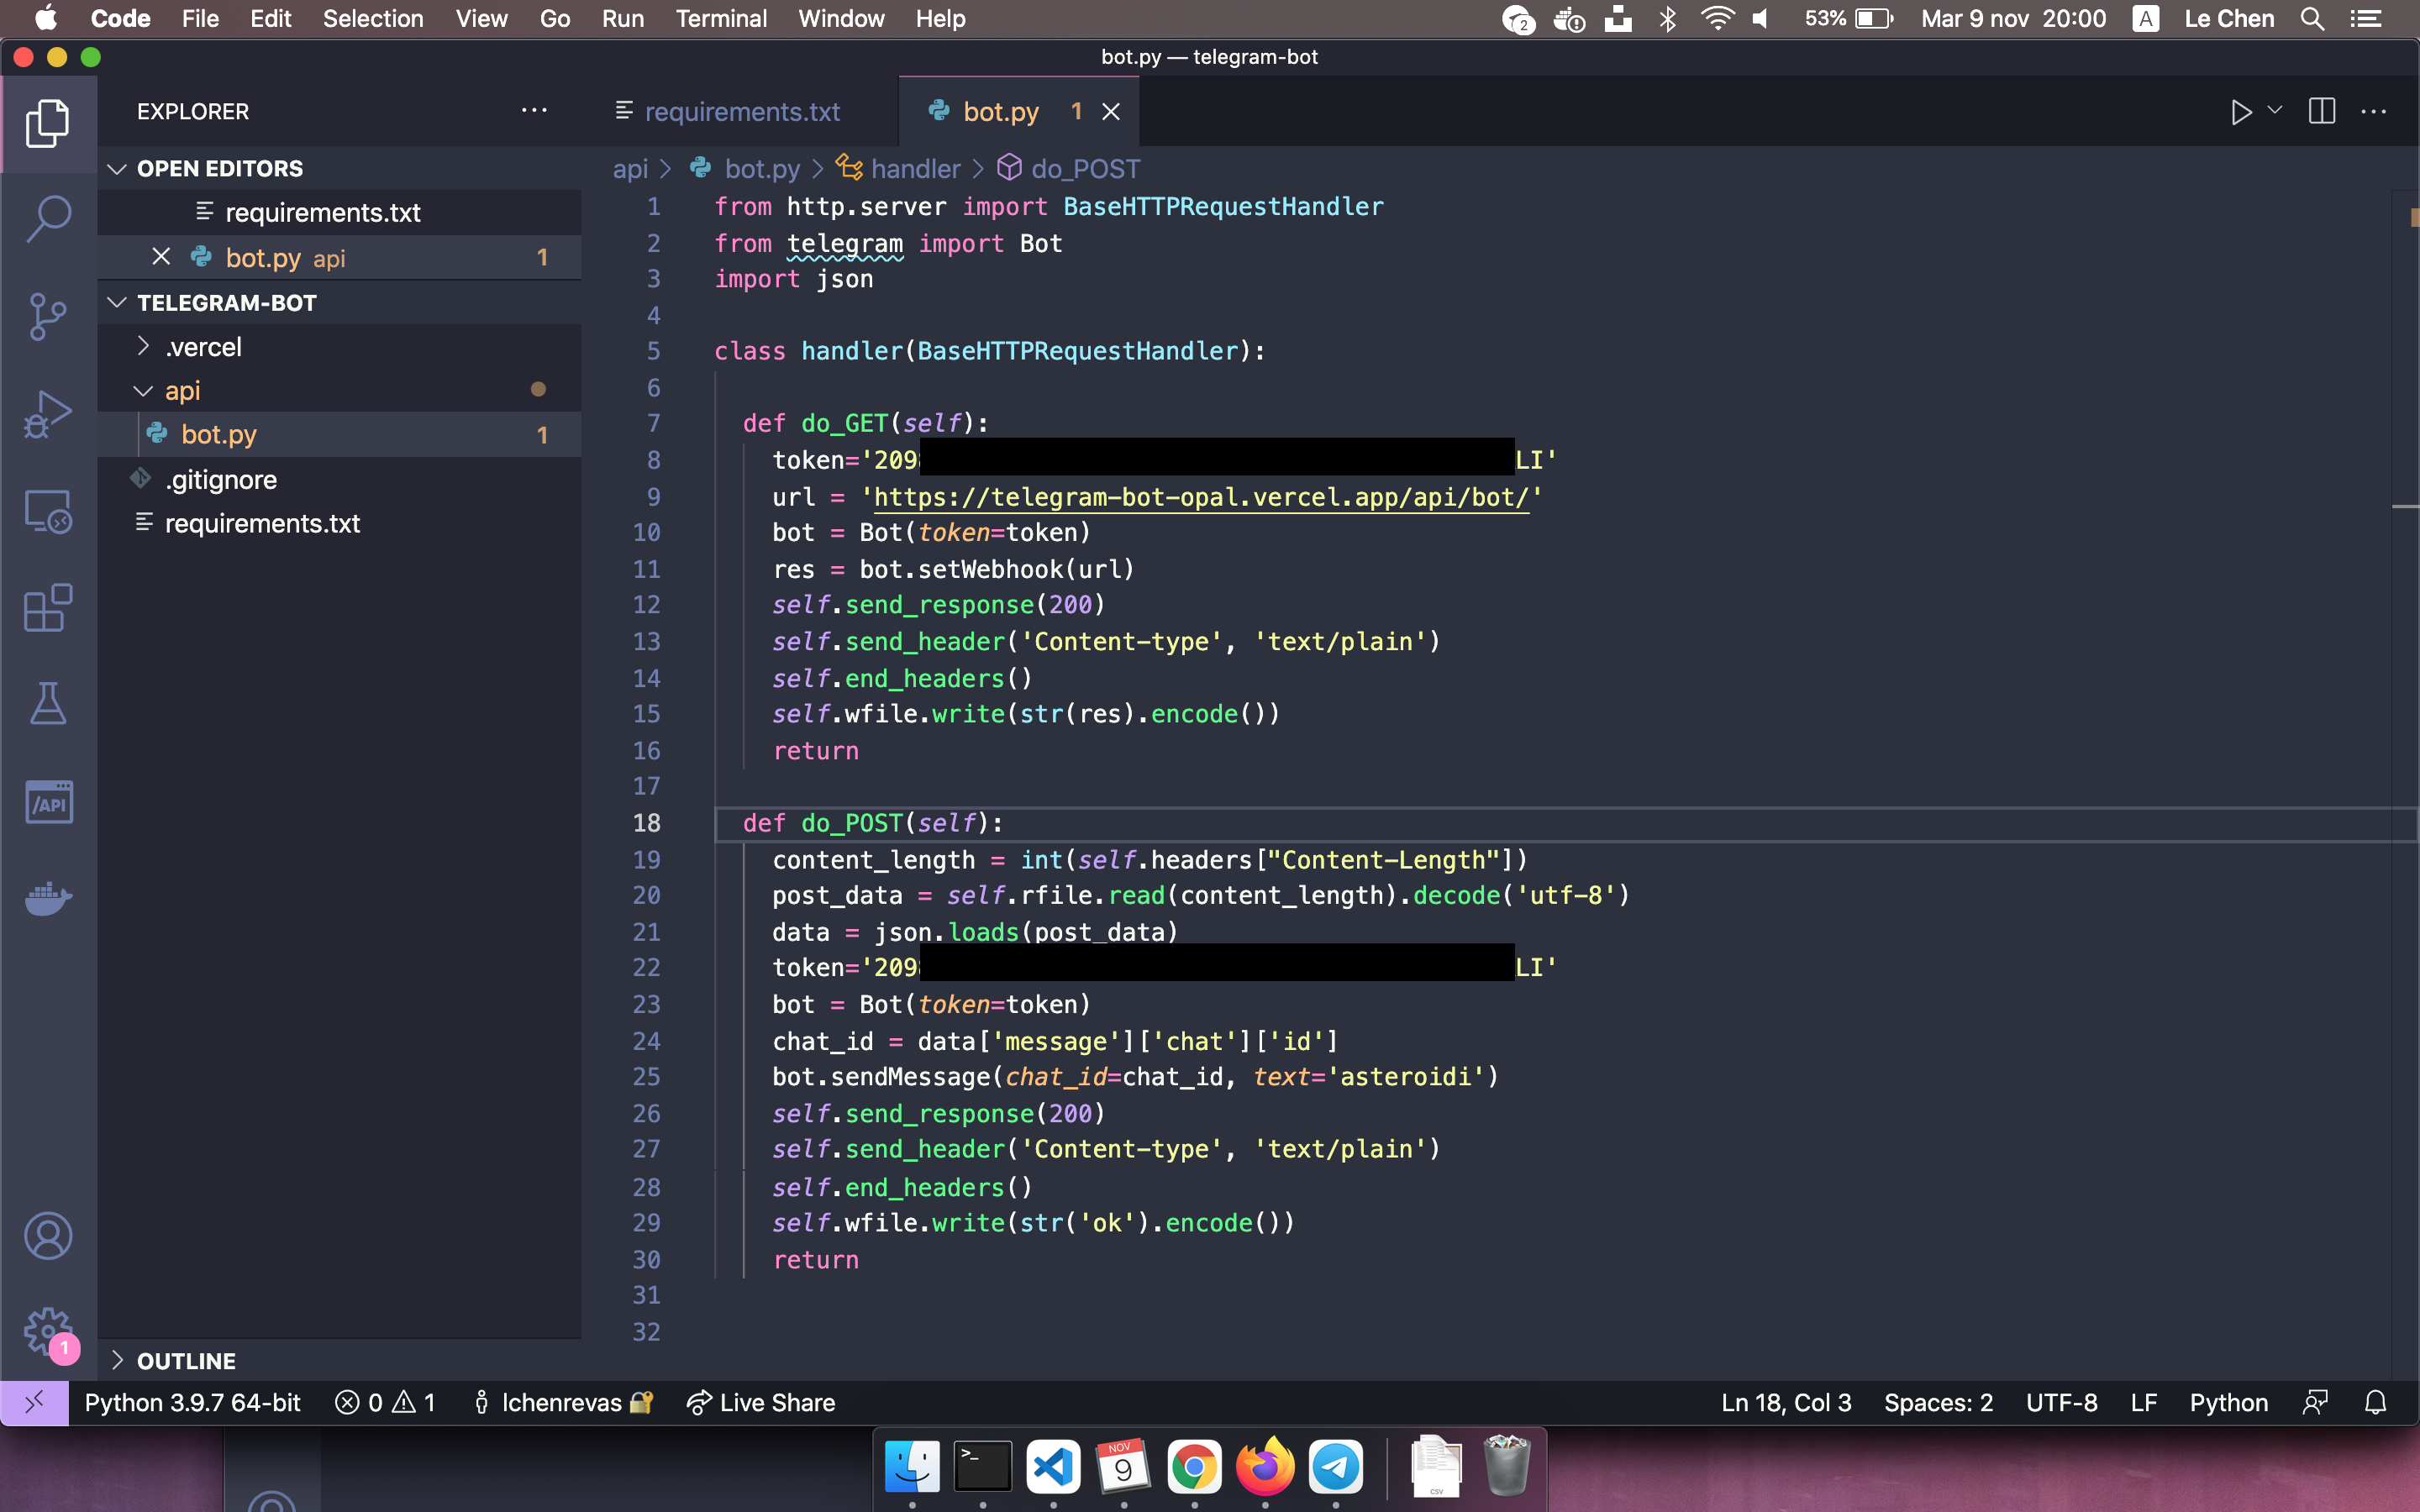 Code File Edit Selection View Go Run Terminal Window Help 2 53% Mar 9 nov 20:00 A Le Chen
bot.py — telegram-bot
EXPLORER
OPEN EDITORS
requirements.txt
bot.py api 1
TELEGRAM-BOT
.vercel
api
bot.py 1
.gitignore
requirements.txt
OUTLINE
/API
1
requirements.txt bot.py 1
api > bot.py > handler > do_POST
1 from http.server import BaseHTTPRequestHandler
2 from telegram import Bot
3 import json
4
5 class handler(BaseHTTPRequestHandler):
6
7 def do_GET(self):
8 token='209 LI'
9 url = 'https://telegram-bot-opal.vercel.app/api/bot/'
10 bot = Bot(token=token)
11 res = bot.setWebhook(url)
12 self.send_response(200)
13 self.send_header('Content-type', 'text/plain')
14 self.end_headers()
15 self.wfile.write(str(res).encode())
16 return
17
18 def do_POST(self):
19 content_length = int(self.headers["Content-Length"])
20 post_data = self.rfile.read(content_length).decode('utf-8')
21 data = json.loads(post_data)
22 token='209 LI'
23 bot = Bot(token=token)
24 chat_id = data['message']['chat']['id']
25 bot.sendMessage(chat_id=chat_id, text='asteroidi')
26 self.send_response(200)
27 self.send_header('Content-type', 'text/plain')
28 self.end_headers()
29 self.wfile.write(str('ok').encode())
30 return
31
32
Python 3.9.7 64-bit 0 1 lchenrevas Live Share Ln 18, Col 3 Spaces: 2 UTF-8 LF Python
NOV
9
CSV